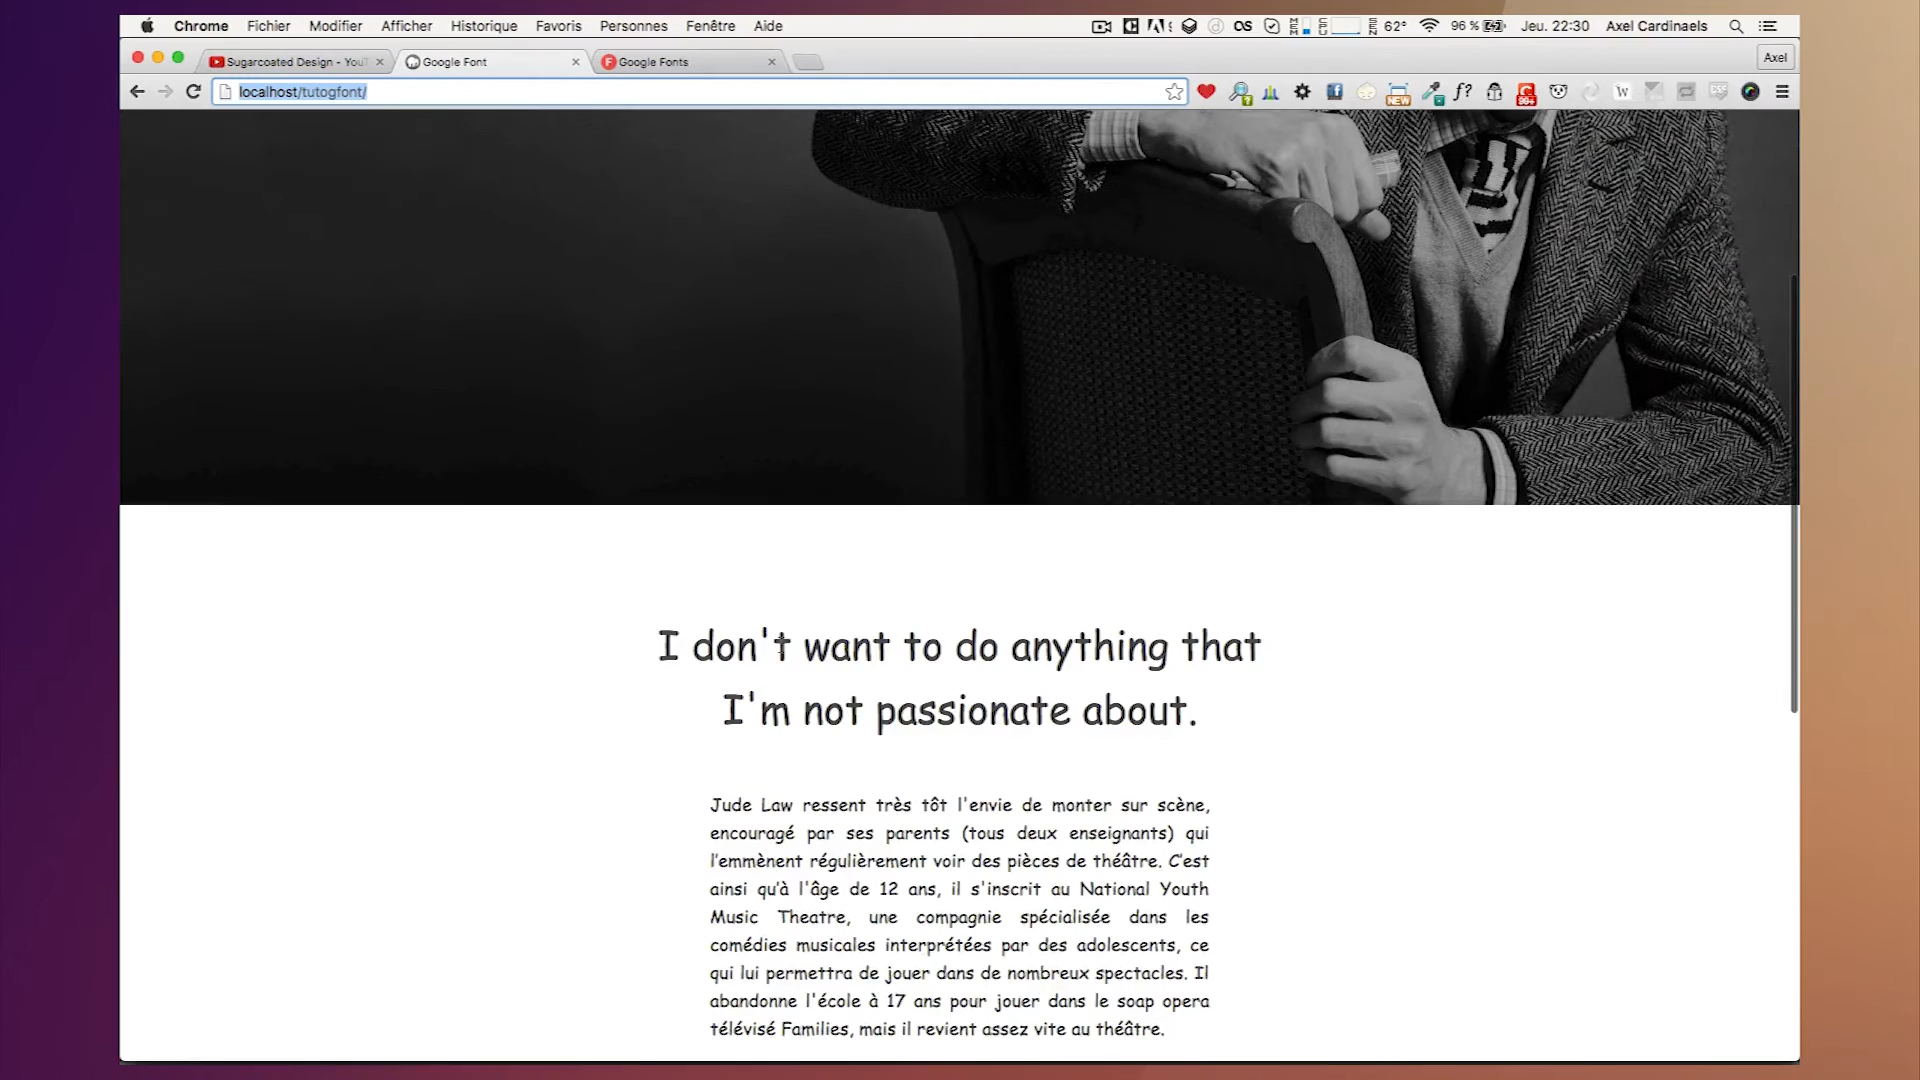 Chrome Fichier Modifier Afficher Historique Favoris Personnes Fenêtre Aide
62° 96 % Jeu. 22:30 Axel Cardinaels
Sugarcoated Design - YouT
Google Font
Google Fonts
Axel
localhost/tutogfont/
I don't want to do anything that
I'm not passionate about.
Jude Law ressent très tôt l'envie de monter sur scène,
encouragé par ses parents (tous deux enseignants) qui
l'emmènent régulièrement voir des pièces de théâtre. C'est
ainsi qu'à l'âge de 12 ans, il s'inscrit au National Youth
Music Theatre, une compagnie spécialisée dans les
comédies musicales interprétées par des adolescents, ce
qui lui permettra de jouer dans de nombreux spectacles. Il
abandonne l'école à 17 ans pour jouer dans le soap opera
télévisé Families, mais il revient assez vite au théâtre.